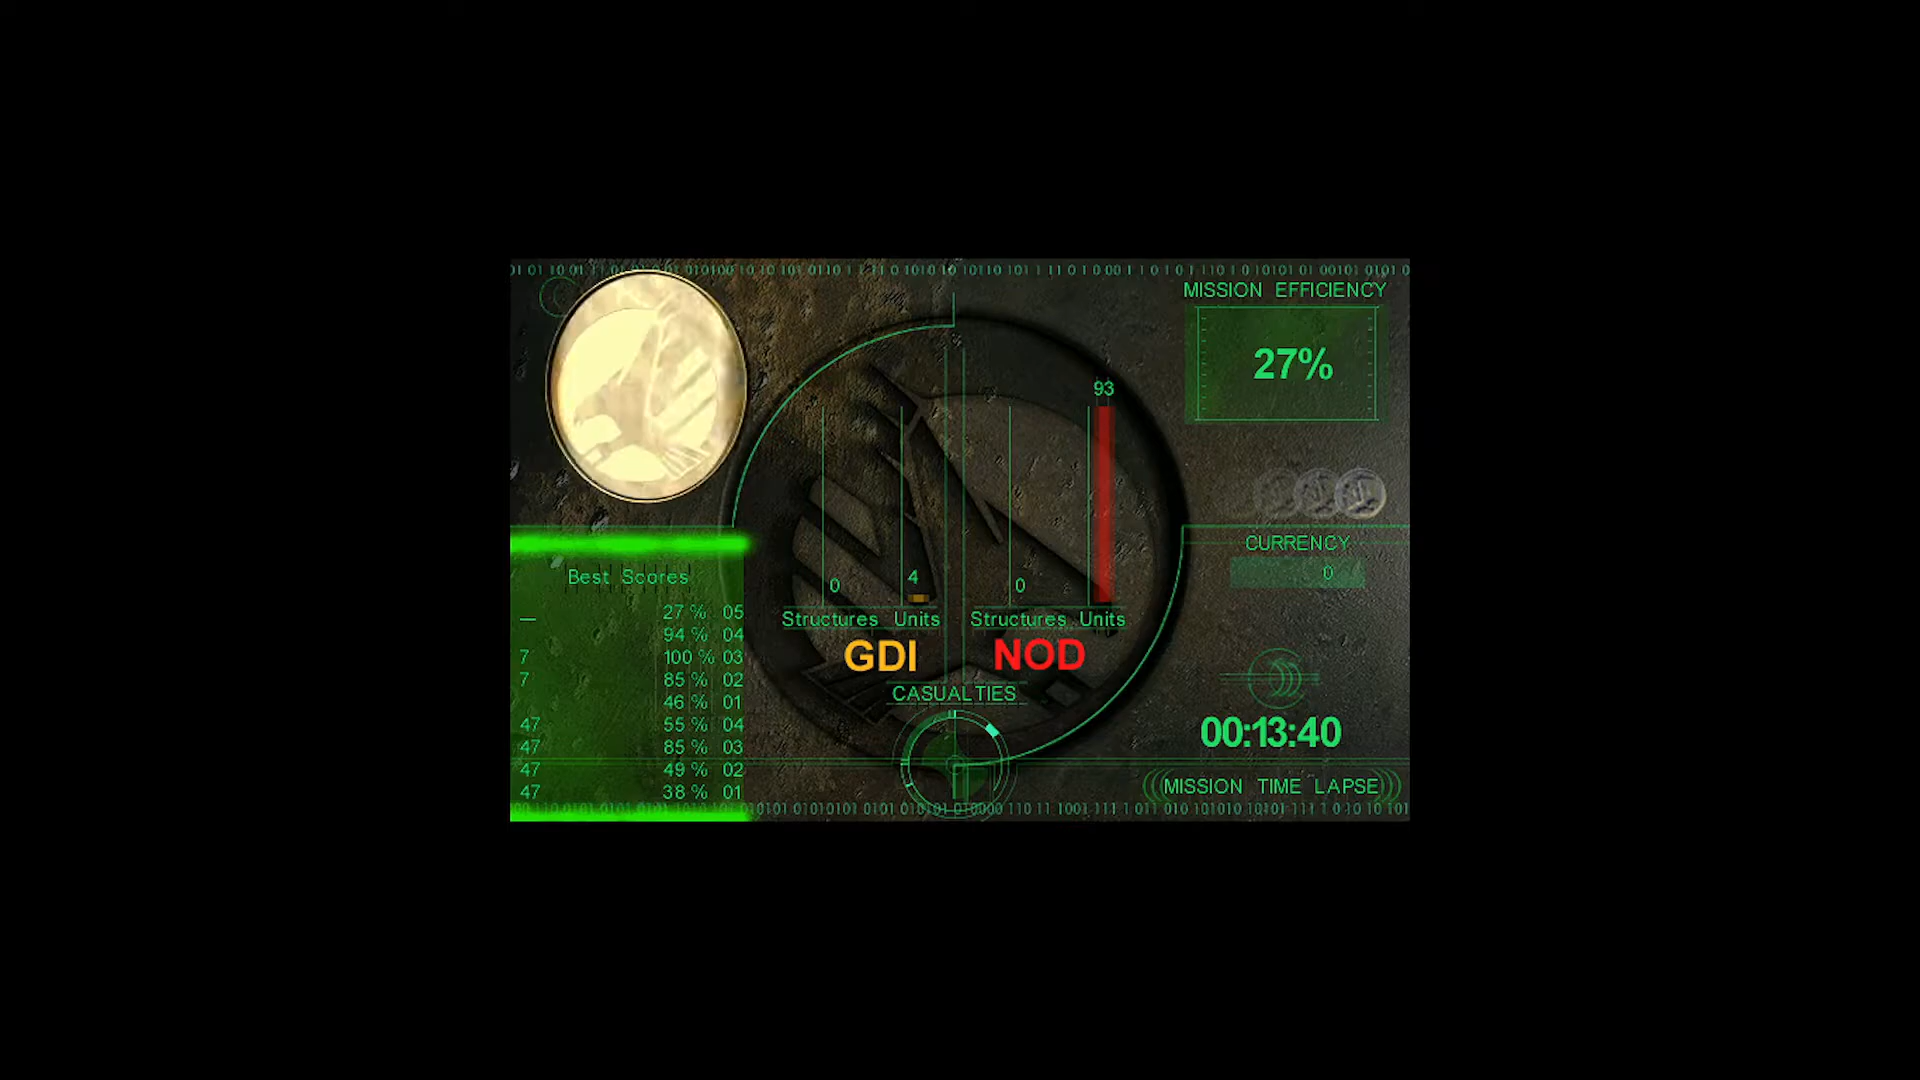 MISSION EFFICIENCY
27%
93
CURRENCY
0
Best Scores
0
4
0
27 % 05
Structures Units
Structures Units
94 % 04
GDI
NOD
7 100 % 03
7 85 % 02
CASUALTIES
46 % 01
47 55 % 04
00:13:40
47 85 % 03
47 49 % 02
MISSION TIME LAPSE
47 38 % 01